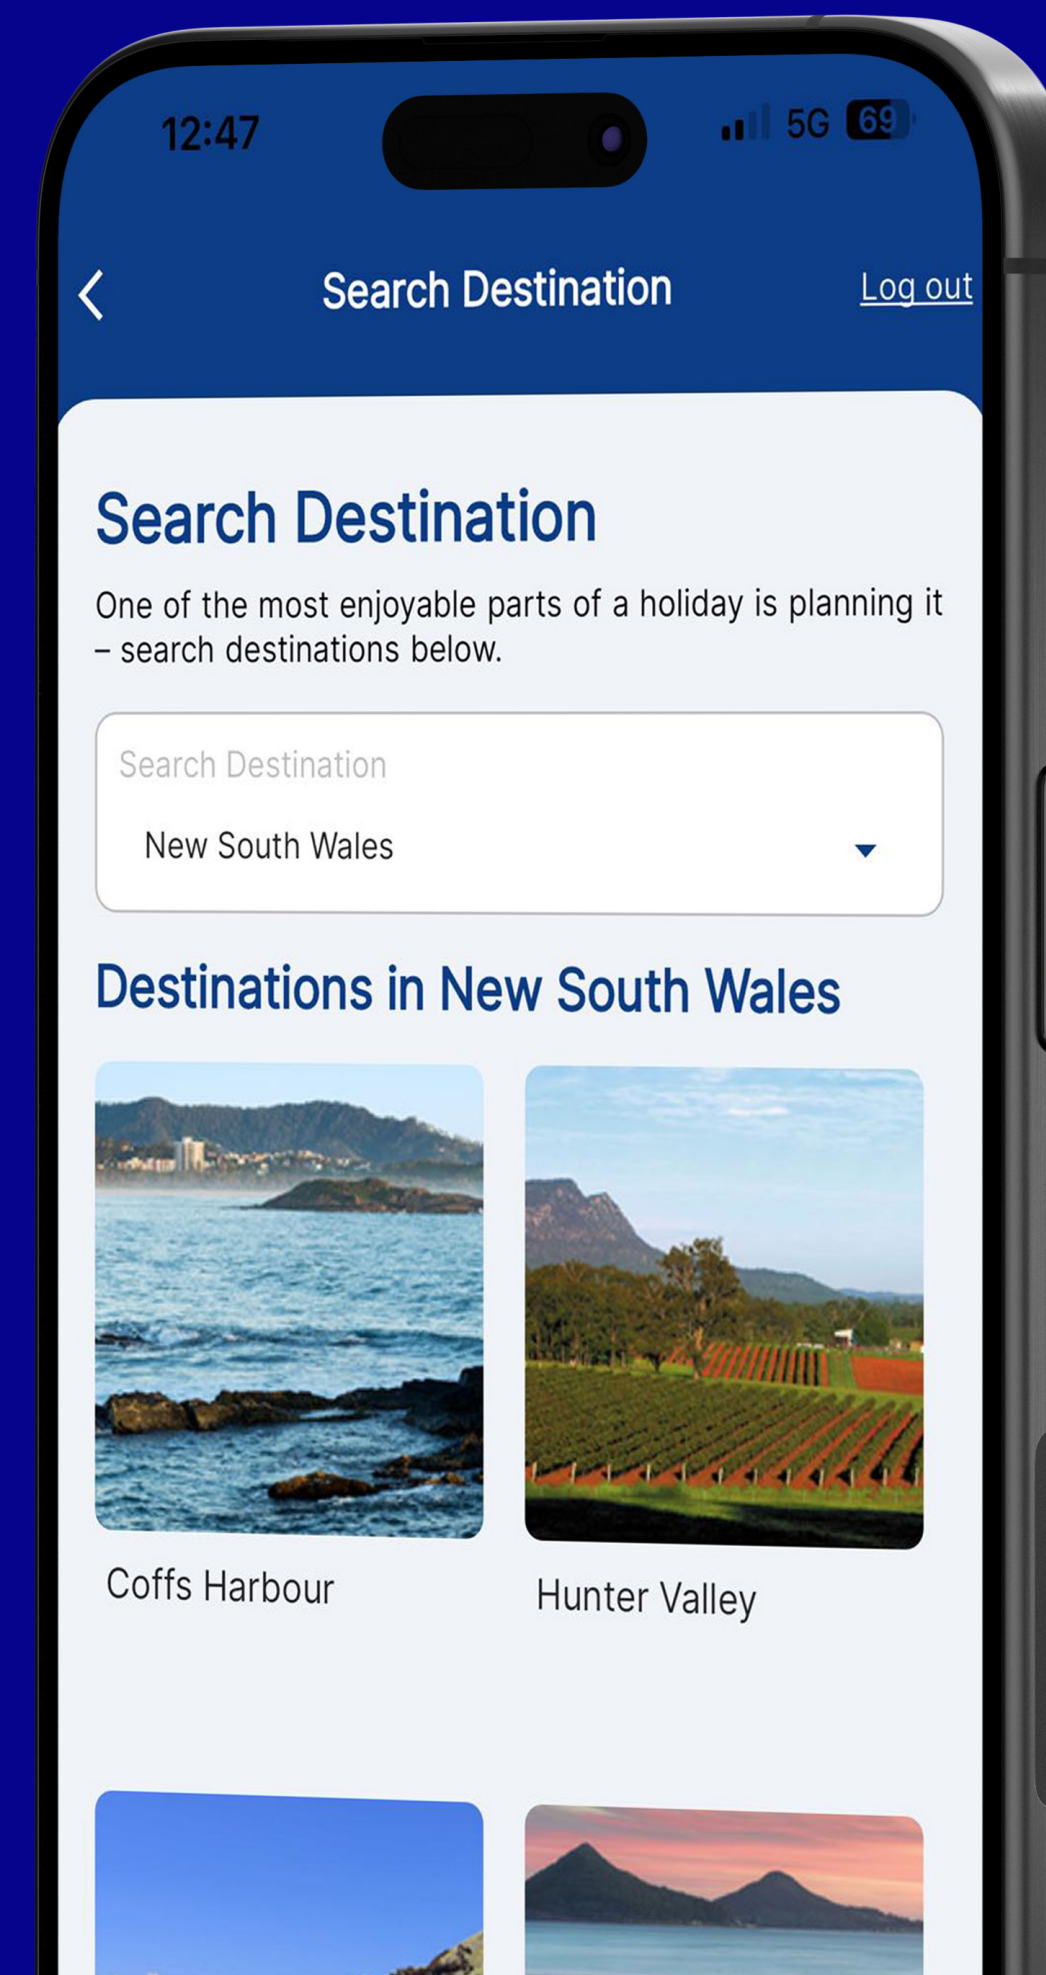 12:47
5G 69
Search Destination
Log out
Search Destination
One of the most enjoyable parts of a holiday is planning it
– search destinations below.
Search Destination
New South Wales
Destinations in New South Wales
Coffs Harbour
Hunter Valley